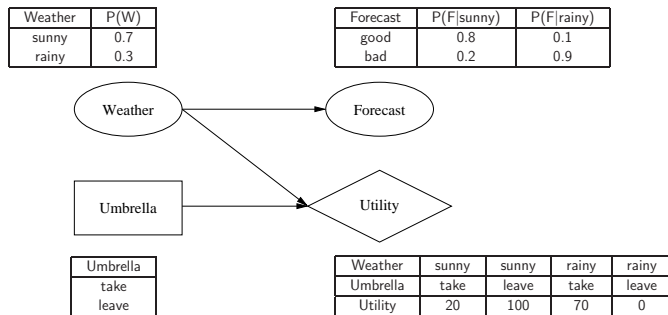 Weather P(W)
sunny 0.7
rainy 0.3
Forecast P(F|sunny) P(F|rainy)
good 0.8 0.1
bad 0.2 0.9
Weather Forecast
Umbrella Utility
Umbrella
take
leave
Weather sunny sunny rainy rainy
Umbrella take leave take leave
Utility 20 100 70 0